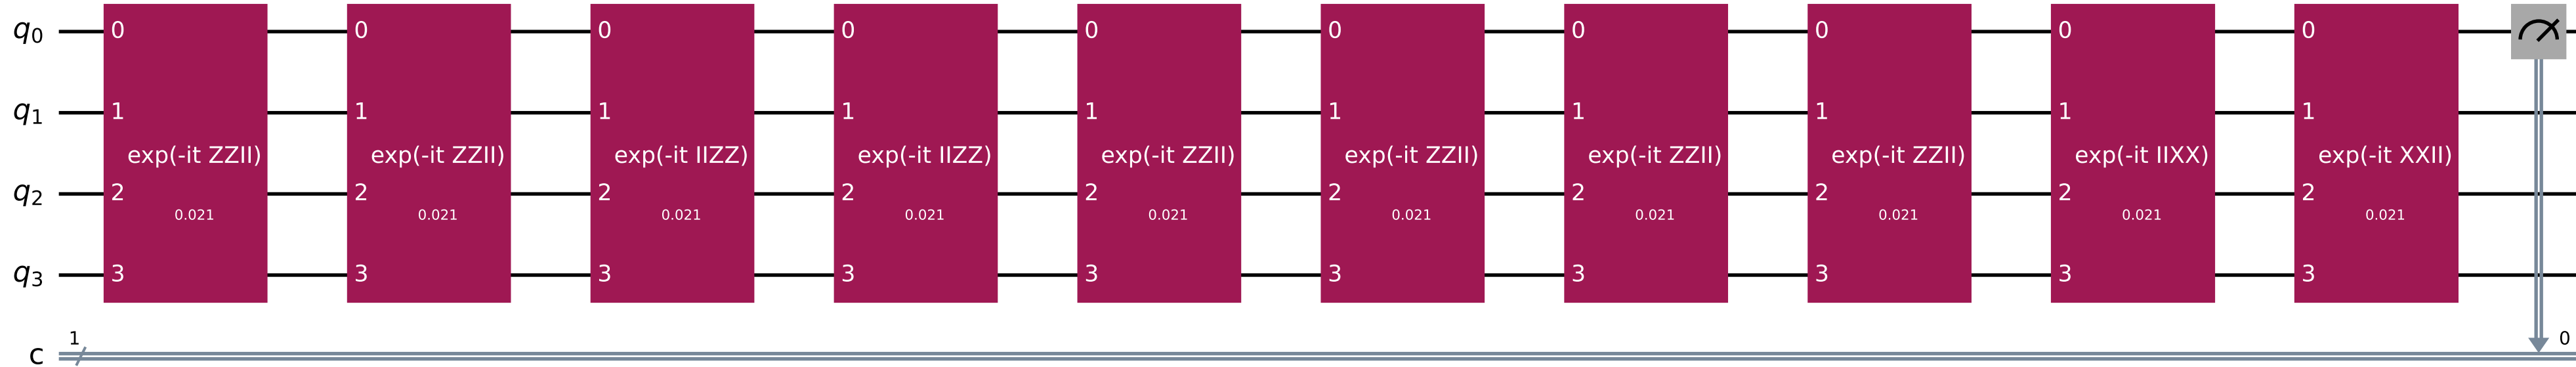 q0 0 0 0 0 0 0 0 0 0 0
q1 1 1 1 1 1 1 1 1 1 1
exp(-it ZZII) exp(-it ZZII) exp(-it IIZZ) exp(-it IIZZ) exp(-it ZZII) exp(-it ZZII) exp(-it ZZII) exp(-it ZZII) exp(-it IIXX) exp(-it XXII)
q2 2 2 2 2 2 2 2 2 2 2
0.021 0.021 0.021 0.021 0.021 0.021 0.021 0.021 0.021 0.021
q3 3 3 3 3 3 3 3 3 3 3
1 0
c